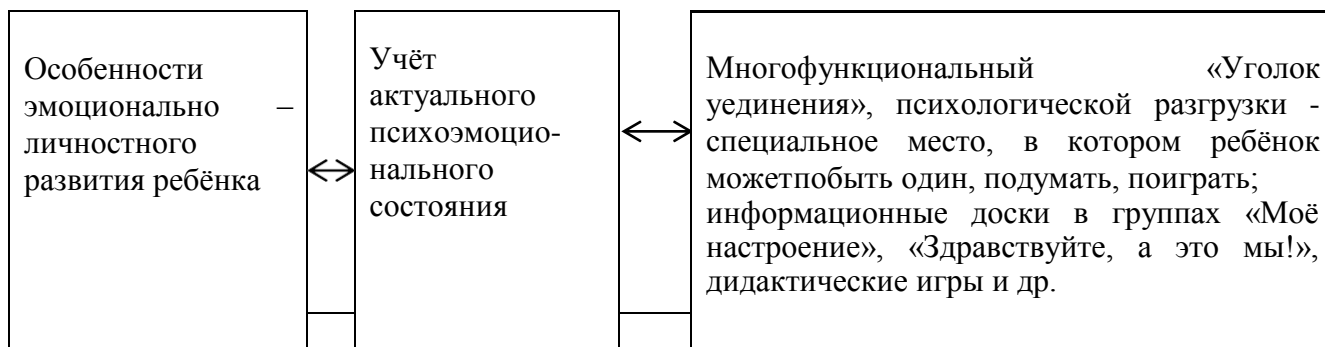 Особенности
эмоционально –
личностного
развития ребёнка
Учёт
актуального
психоэмоцио-
нального
состояния
Многофункциональный «Уголок
уединения», психологической разгрузки -
специальное место, в котором ребёнок
можетпобыть один, подумать, поиграть;
информационные доски в группах «Моё
настроение», «Здравствуйте, а это мы!»,
дидактические игры и др.